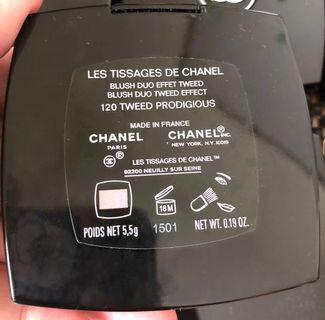 LES TISSAGES DE CHANEL
BLUSH DUO EFFET TWEED
BLUSH DUO TWEED EFFECT
120 TWEED PRODIGIOUS
MADE IN FRANCE
CHANEL CHANEL® INC.
PARIS NEW YORK, N.Y. 10019
®
LES TISSAGES DE CHANEL™
92200 NEUILLY SUR SEINE
18M
POIDS NET 5,5g 1501 NET WT. 0.19 OZ.